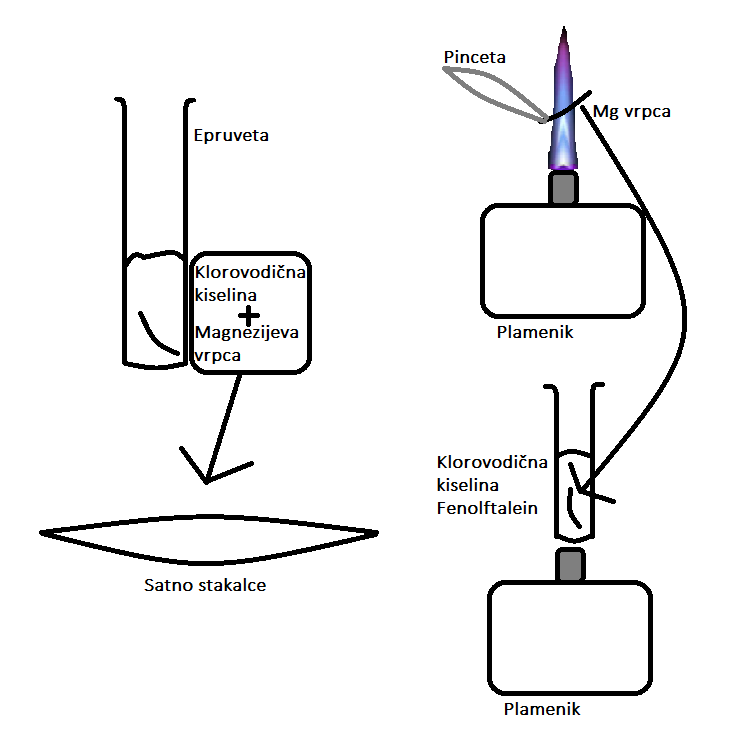 Epruveta
Klorovodična
kiselina
+
Magnezijeva
vrpca
Satno stakalce
Pinceta
Mg vrpca
Plamenik
Klorovodična
kiselina
Fenolftalein
Plamenik